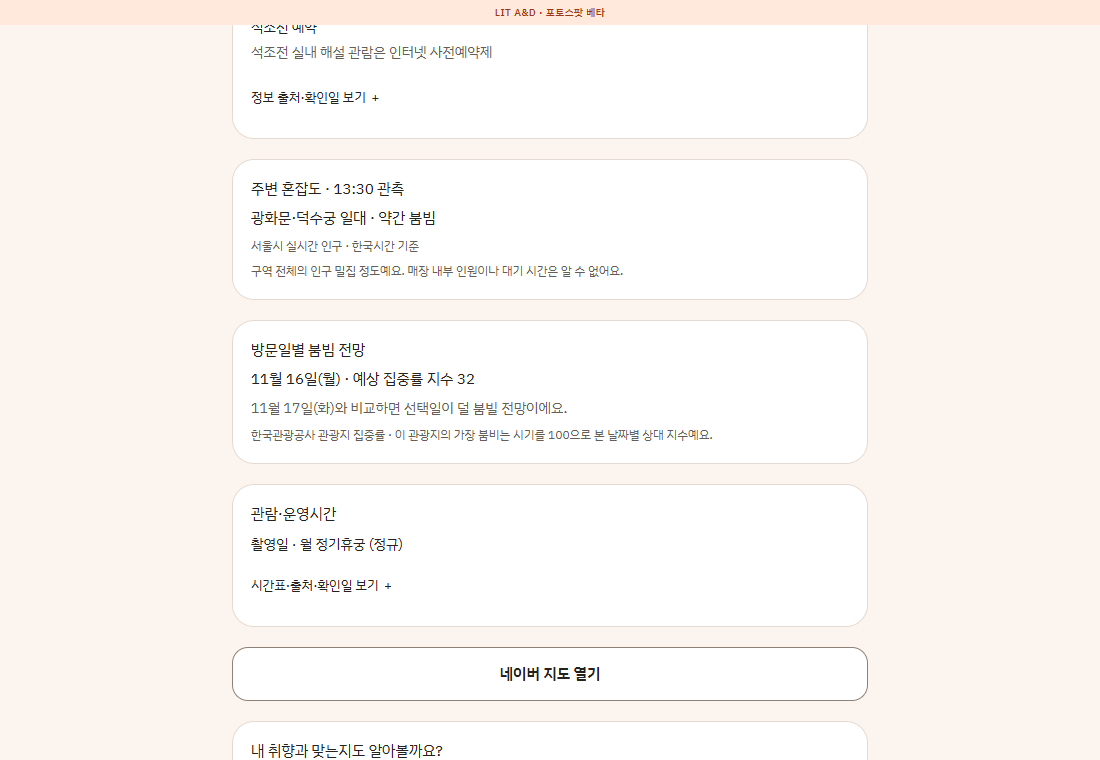 LIT A&D · 포토스팟 베타
석조전 예약
석조전 실내 해설 관람은 인터넷 사전예약제
정보 출처·확인일 보기 +
주변 혼잡도 · 13:30 관측
광화문·덕수궁 일대 · 약간 붐빔
서울시 실시간 인구 · 한국시간 기준
구역 전체의 인구 밀집 정도예요. 매장 내부 인원이나 대기 시간은 알 수 없어요.
방문일별 붐빔 전망
11월 16일(월) · 예상 집중률 지수 32
11월 17일(화)와 비교하면 선택일이 덜 붐빌 전망이에요.
한국관광공사 관광지 집중률 · 이 관광지의 가장 붐비는 시기를 100으로 본 날짜별 상대 지수예요.
관람·운영시간
촬영일 · 월 정기휴궁 (정규)
시간표·출처·확인일 보기 +
네이버 지도 열기
내 취향과 맞는지도 알아볼까요?